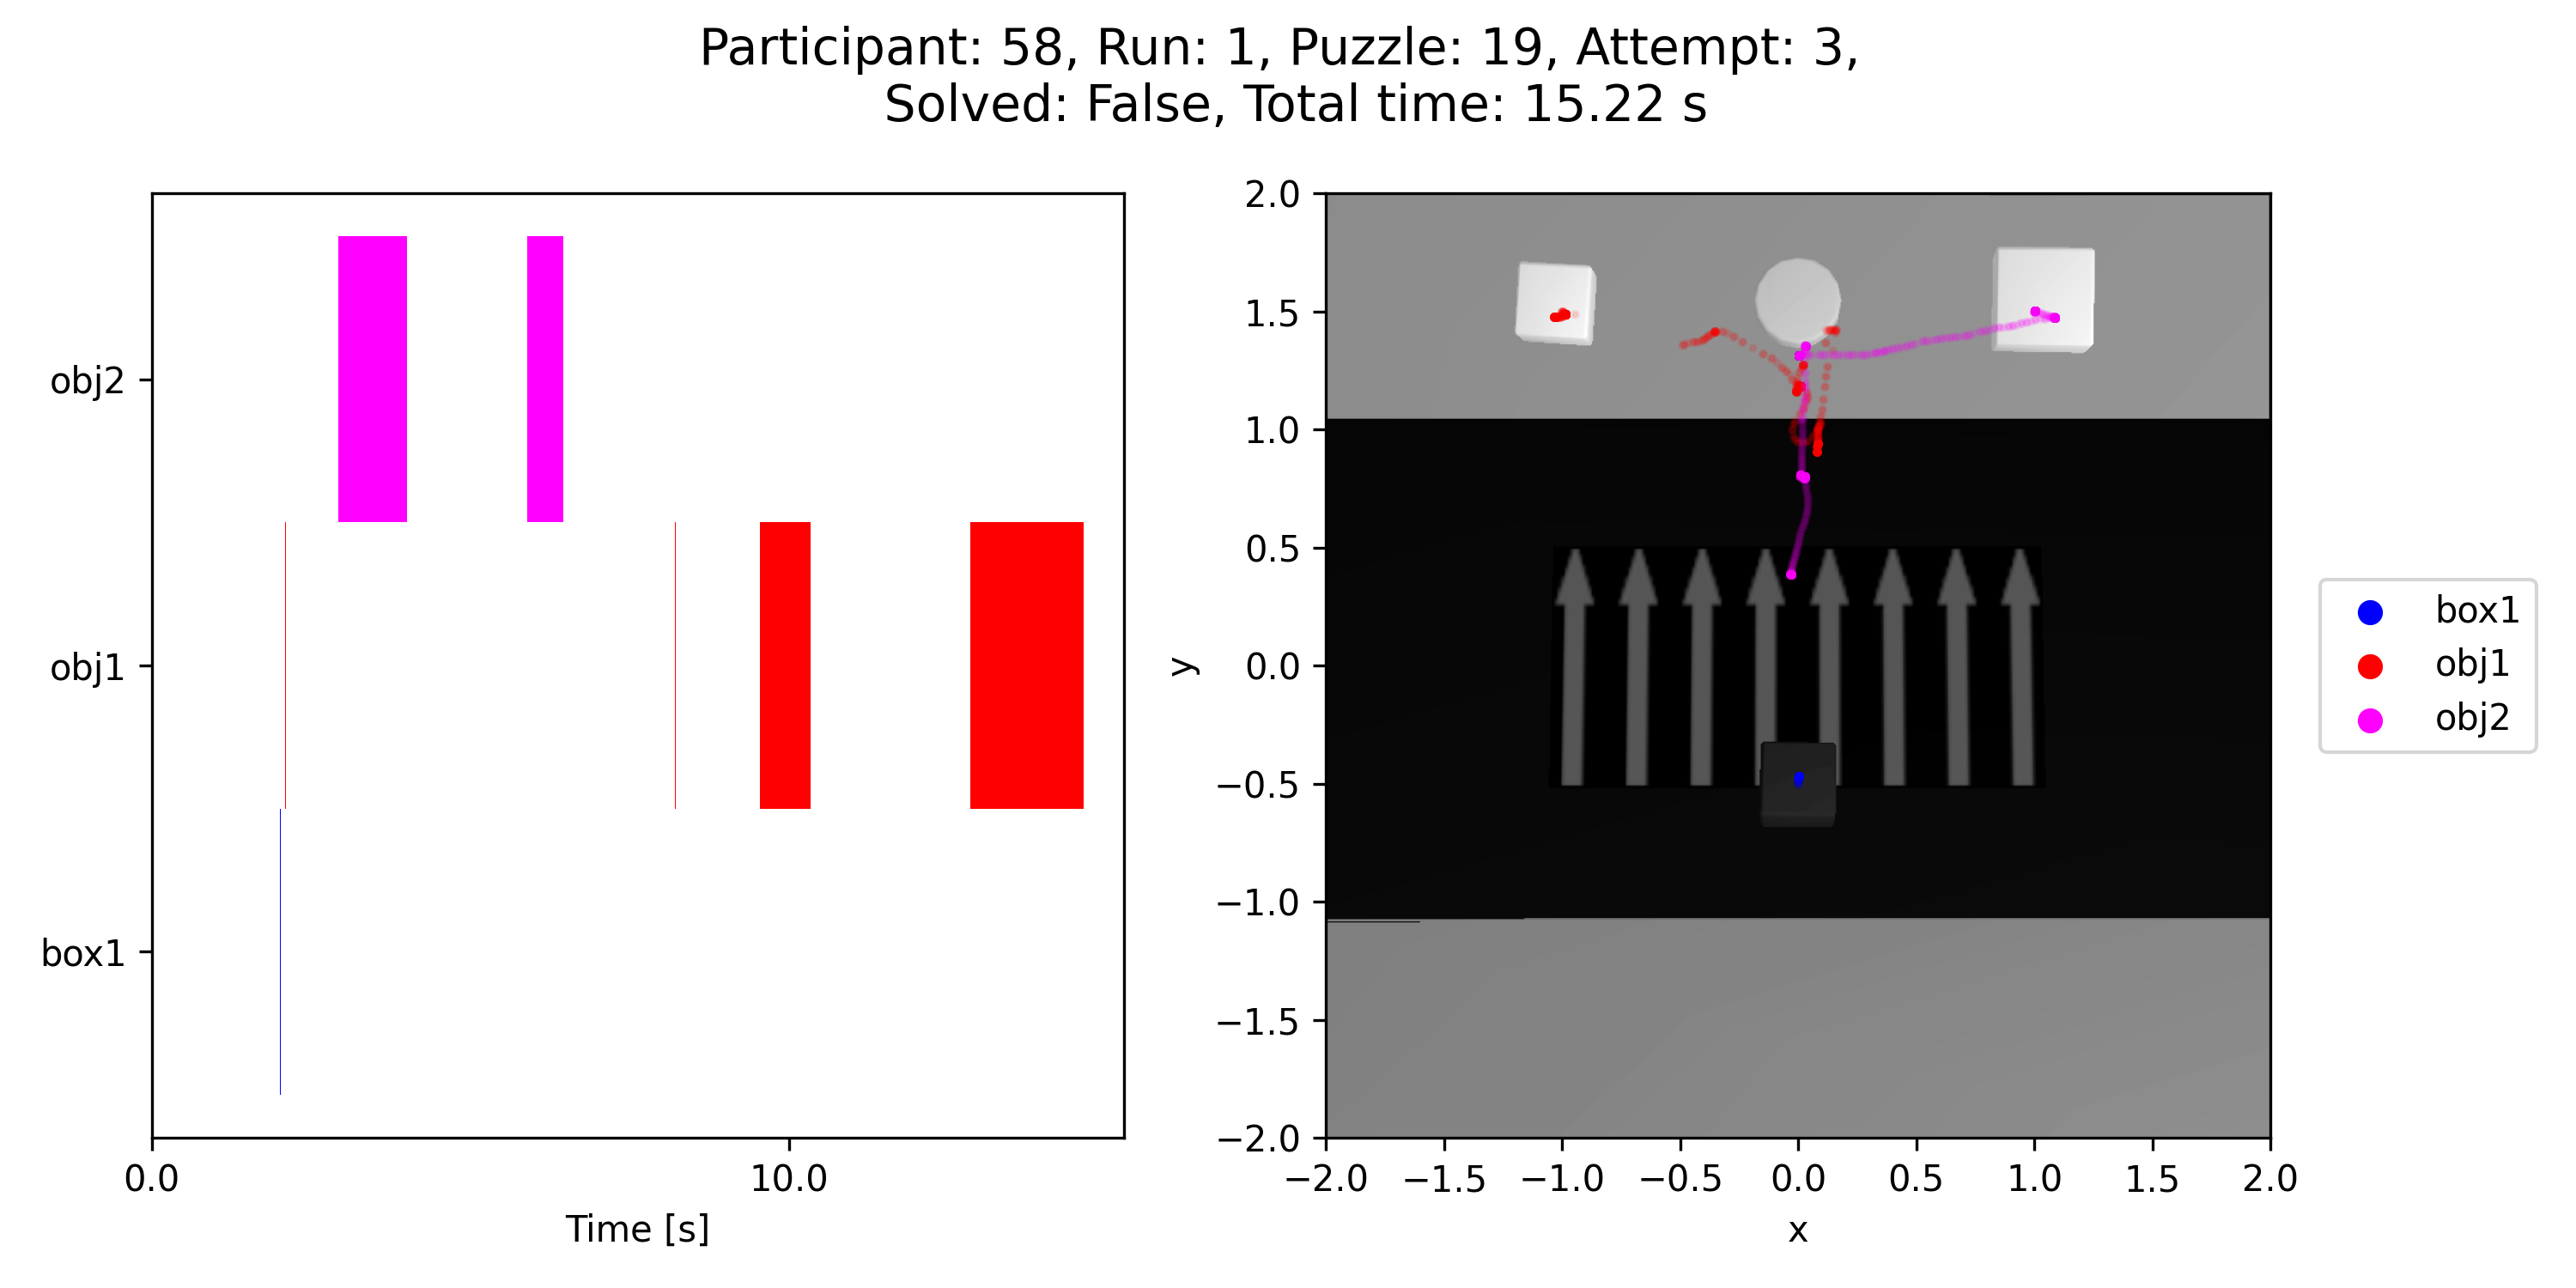 Participant: 58, Run: 1, Puzzle: 19, Attempt: 3,
Solved: False, Total time: 15.22 s
obj2
obj1
box1
0.0
10.0
Time [s]
2.0
1.5
1.0
0.5
0.0
−0.5
−1.0
−1.5
−2.0
y
−2.0
−1.5
−1.0
−0.5
0.0
0.5
1.0
1.5
2.0
x
box1
obj1
obj2